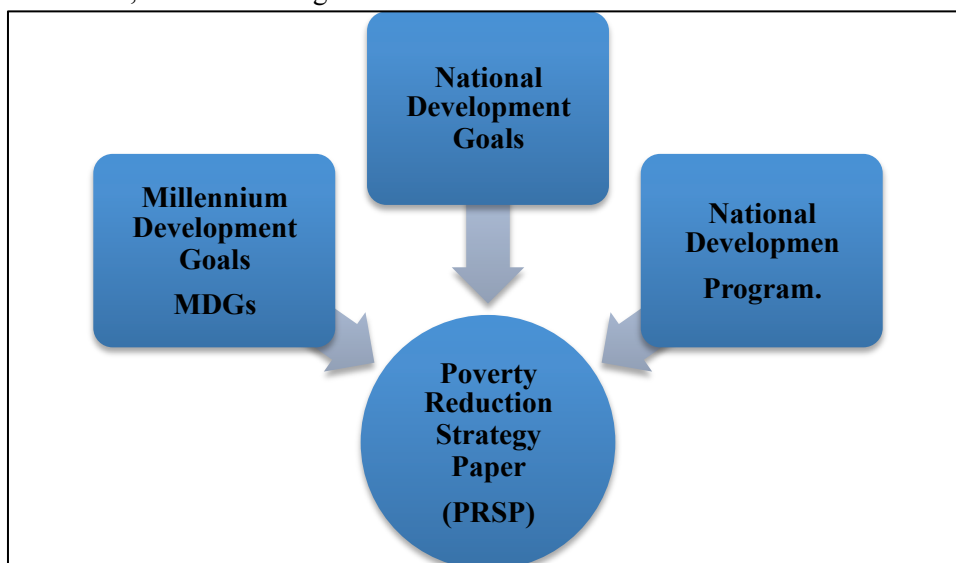 National
Development
Goals
Millennium
Development
Goals
MDGs
National
Developmen
Program.
Poverty
Reduction
Strategy
Paper
(PRSP)